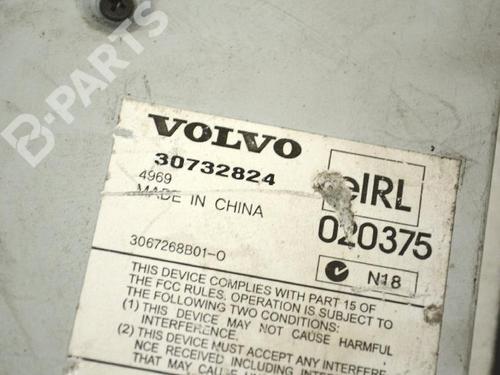 B-PARTS
VOLVO
30732824
4969
MADE IN CHINA
3067268B01-0
eIRL
020375
N18
THIS DEVICE COMPLIES WITH PART 15 OF
THE FCC RULES. OPERATION IS SUBJECT TO
THE FOLLOWING TWO CONDITIONS:
(1) THIS DEVICE MAY NOT CAUSE HARMFUL
INTERFERENCE.
(2) THIS DEVICE MUST ACCEPT ANY INTERFERE
NCE RECEIVED INCLUDING
THAT MAY CAUSE